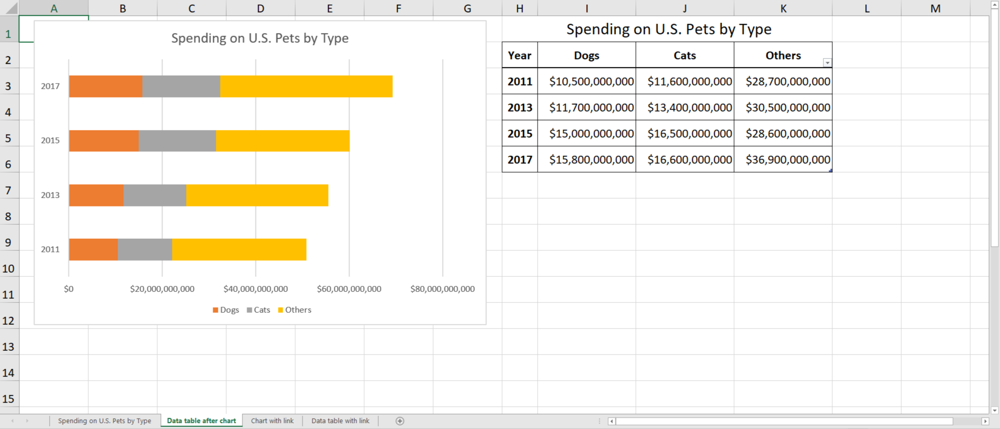 A B C D E F G H I J K L M
1
2
3
4
5
6
7
8
9
10
11
12
13
14
15
Spending on U.S. Pets by Type
2017
2015
2013
2011
$0 $20,000,000,000 $40,000,000,000 $60,000,000,000 $80,000,000,000
Dogs Cats Others
Spending on U.S. Pets by Type
Year Dogs Cats Others
2011 $10,500,000,000 $11,600,000,000 $28,700,000,000
2013 $11,700,000,000 $13,400,000,000 $30,500,000,000
2015 $15,000,000,000 $16,500,000,000 $28,600,000,000
2017 $15,800,000,000 $16,600,000,000 $36,900,000,000
Spending on U.S. Pets by Type Data table after chart Chart with link Data table with link